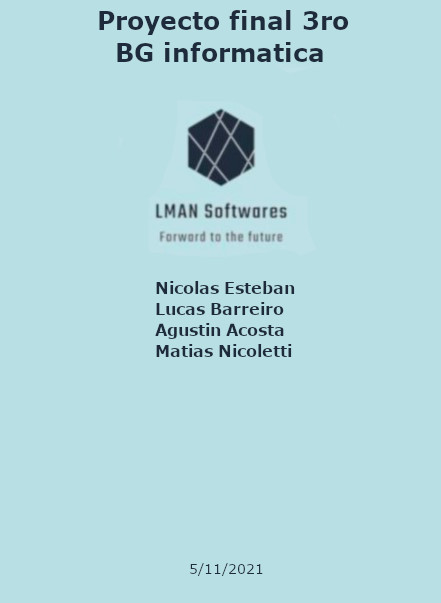 Proyecto final 3ro
BG informatica
LMAN Softwares
Forward to the future
Nicolas Esteban
Lucas Barreiro
Agustin Acosta
Matias Nicoletti
5/11/2021